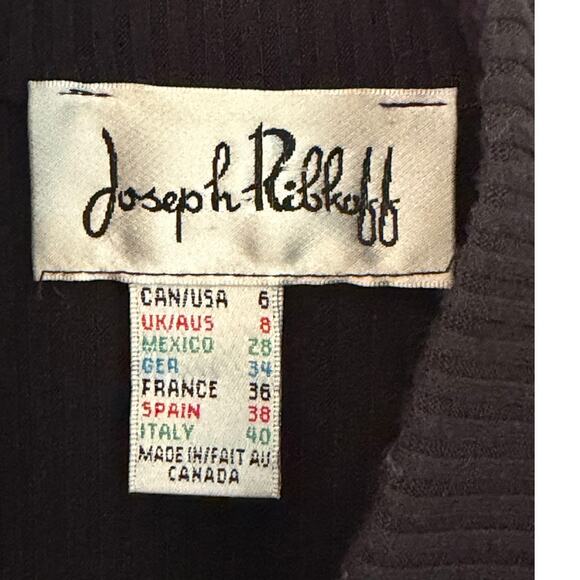 Joseph Ribkoff
CAN/USA 6
UK/AUS 8
MEXICO 28
GER 34
FRANCE 36
SPAIN 38
ITALY 40
MADE IN/FAIT AU
CANADA